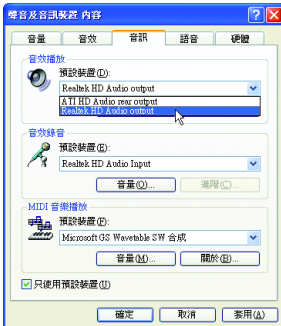 聲音及音訊裝置 內容
音量 音效 音訊 語音 硬體
音效播放
預設裝置(D):
Realtek HD Audio output
ATI HD Audio rear output
Realtek HD Audio output
音效錄音
預設裝置(E):
Realtek HD Audio Input
音量(O)... 進階(C)...
MIDI 音樂播放
預設裝置(F):
Microsoft GS Wavetable SW 合成
音量(M)... 關於(B)...
只使用預設裝置(U)
確定 取消 套用(A)